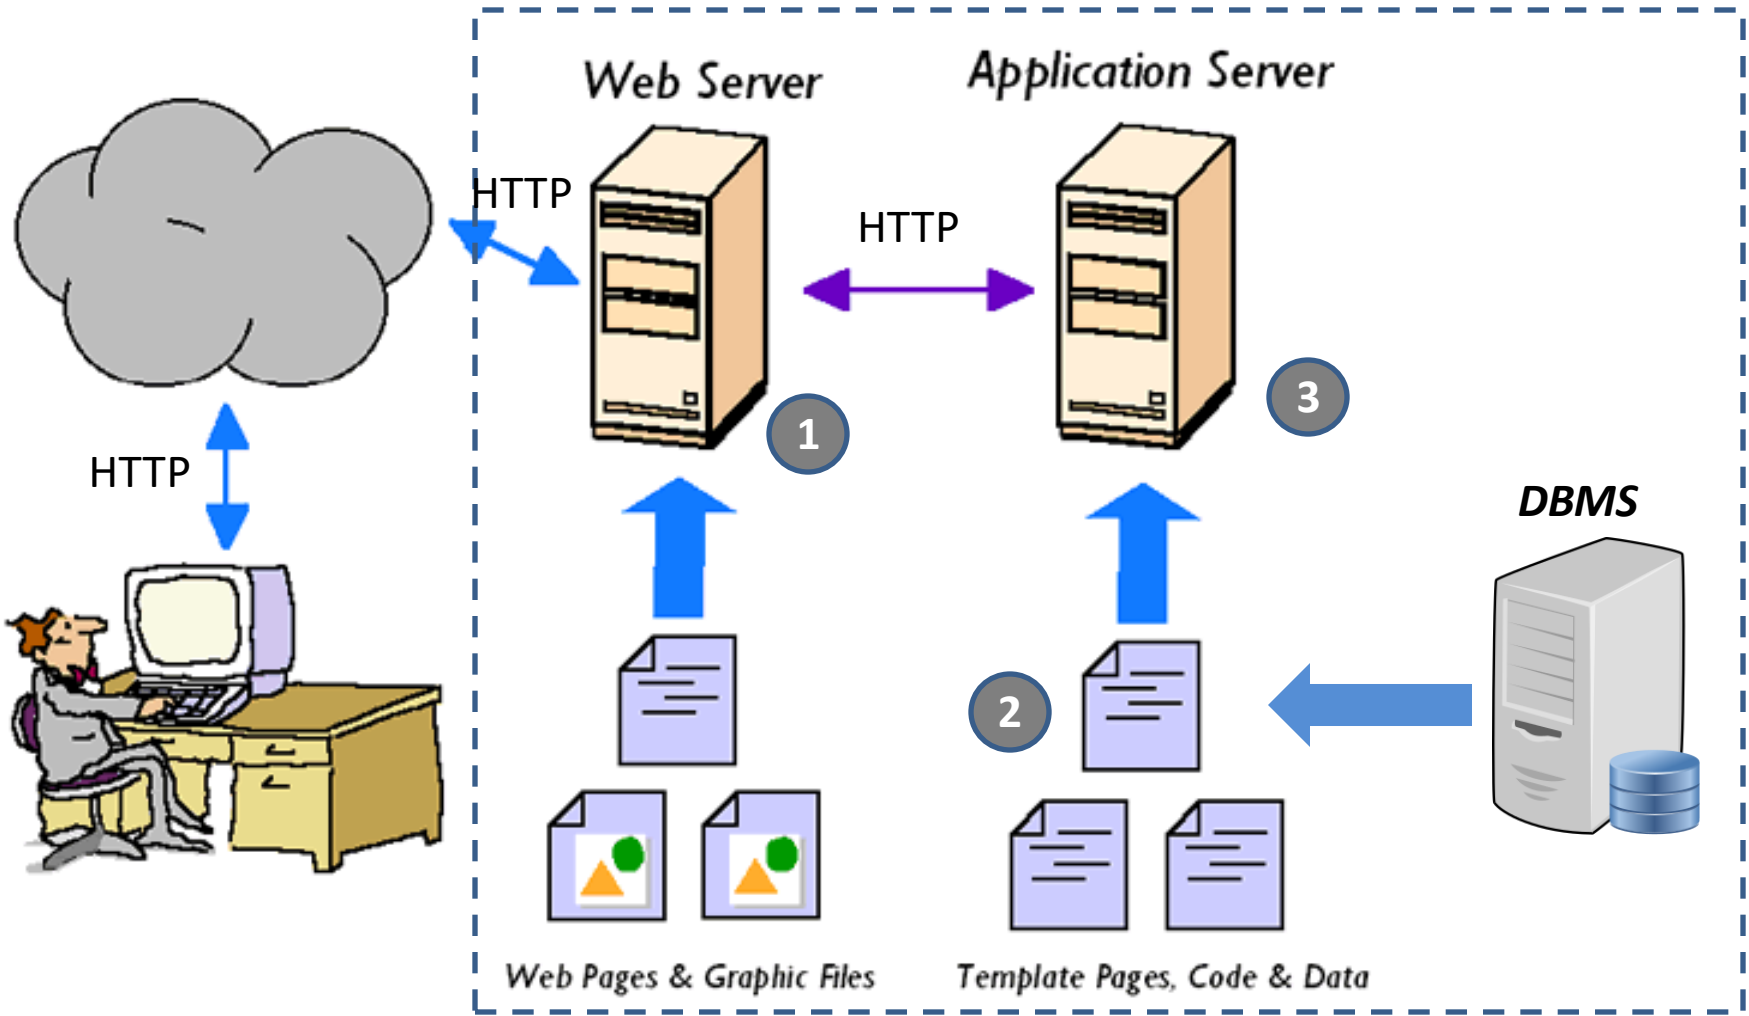 Web Server
Application Server
HTTP
HTTP
3
1
HTTP
DBMS
2
Web Pages & Graphic Files
Template Pages, Code & Data